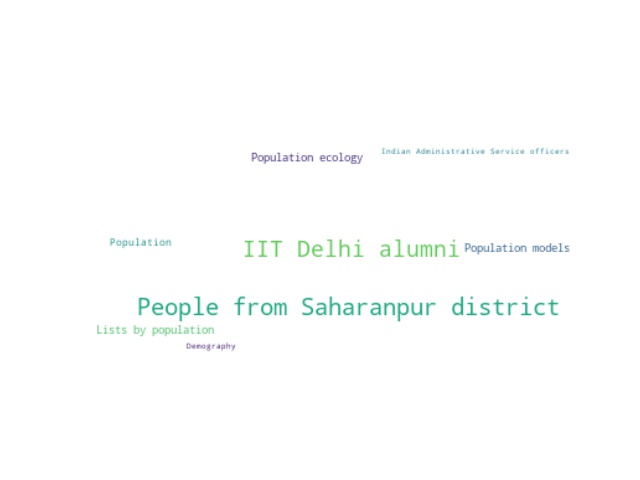 Indian Administrative Service officers
Population ecology
Population
IIT Delhi alumni
Population models
People from Saharanpur district
Lists by population
Demography